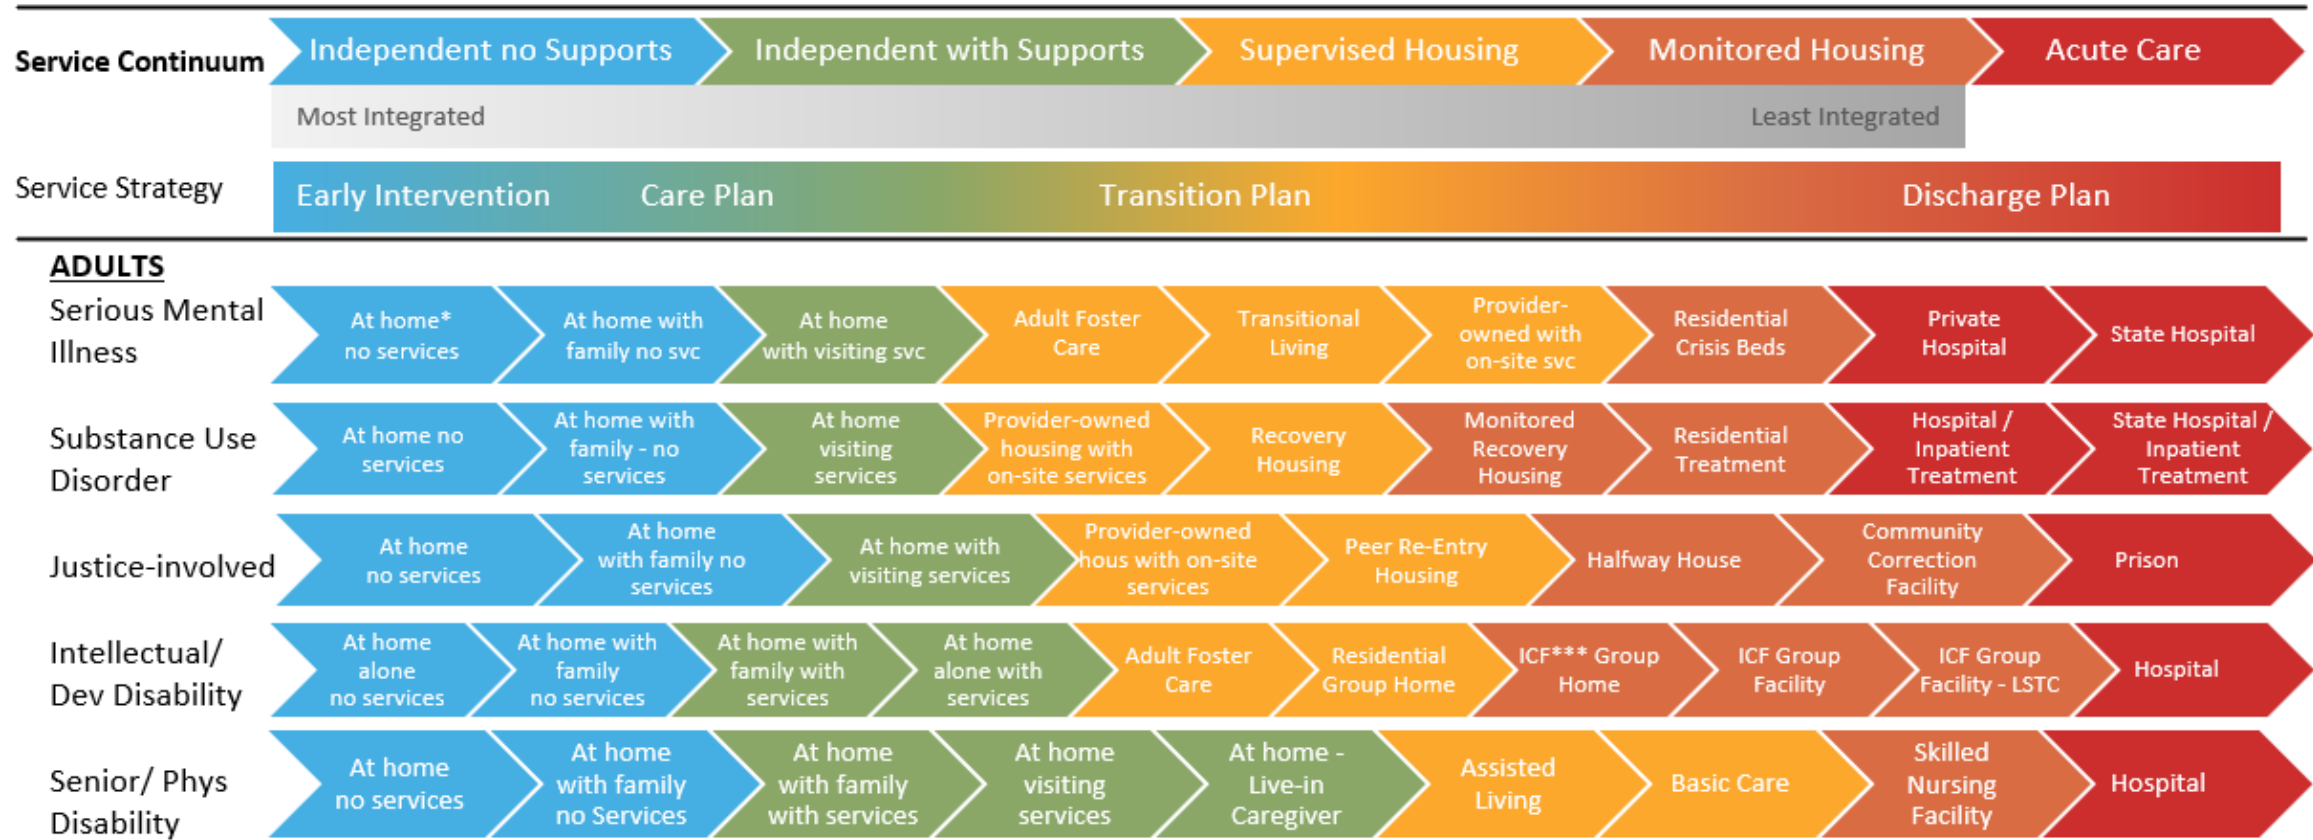 Service Continuum
Independent no Supports
Independent with Supports
Supervised Housing
Monitored Housing
Acute Care
Most Integrated
Least Integrated
Service Strategy
Early Intervention
Care Plan
Transition Plan
Discharge Plan
ADULTS
Serious Mental
Illness
At home*
no services
At home with
family no svc
At home
with visiting svc
Adult Foster
Care
Transitional
Living
Provider-
owned with
on-site svc
Residential
Crisis Beds
Private
Hospital
State Hospital
Substance Use
Disorder
At home no
services
At home with
family - no
services
At home
visiting
services
Provider-owned
housing with
on-site services
Recovery
Housing
Monitored
Recovery
Housing
Residential
Treatment
Hospital /
Inpatient
Treatment
State Hospital /
Inpatient
Treatment
Justice-involved
At home
no services
At home
with family no
services
At home with
visiting services
Provider-owned
hous with on-site
services
Peer Re-Entry
Housing
Halfway House
Community
Correction
Facility
Prison
Intellectual/
Dev Disability
At home
alone
no services
At home with
family
no services
At home with
family with
services
At home
alone with
services
Adult Foster
Care
Residential
Group Home
ICF*** Group
Home
ICF Group
Facility
ICF Group
Facility - LSTC
Hospital
Senior/ Phys
Disability
At home
no services
At home
with family
no Services
At home
with family
with services
At home
visiting
services
At home -
Live-in
Caregiver
Assisted
Living
Basic Care
Skilled
Nursing
Facility
Hospital